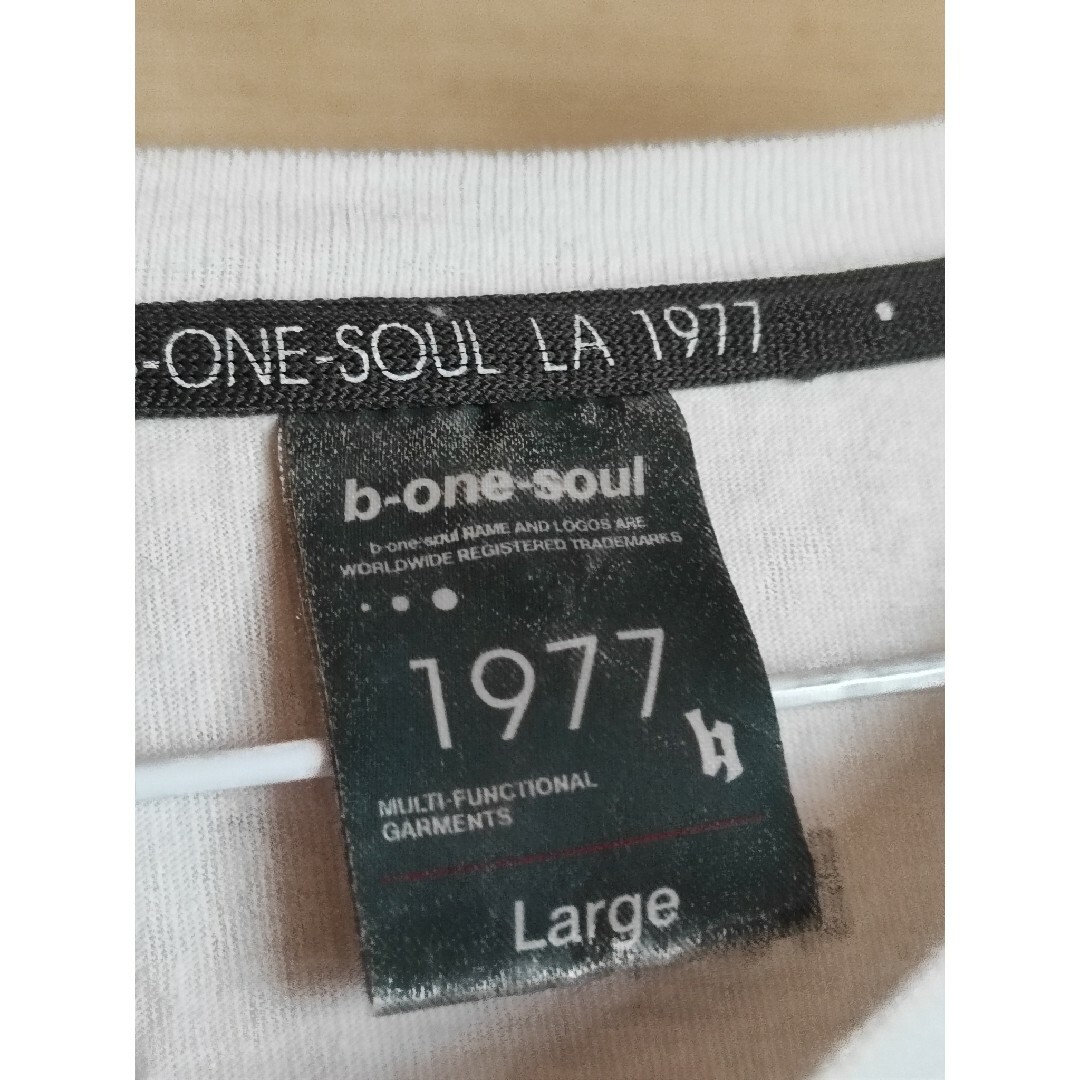 -ONE-SOUL LA 1977
b-one-soul
b-one-soul NAME AND LOGOS ARE
WORLDWIDE REGISTERED TRADEMARKS
1977
MULTI-FUNCTIONAL
GARMENTS
Large